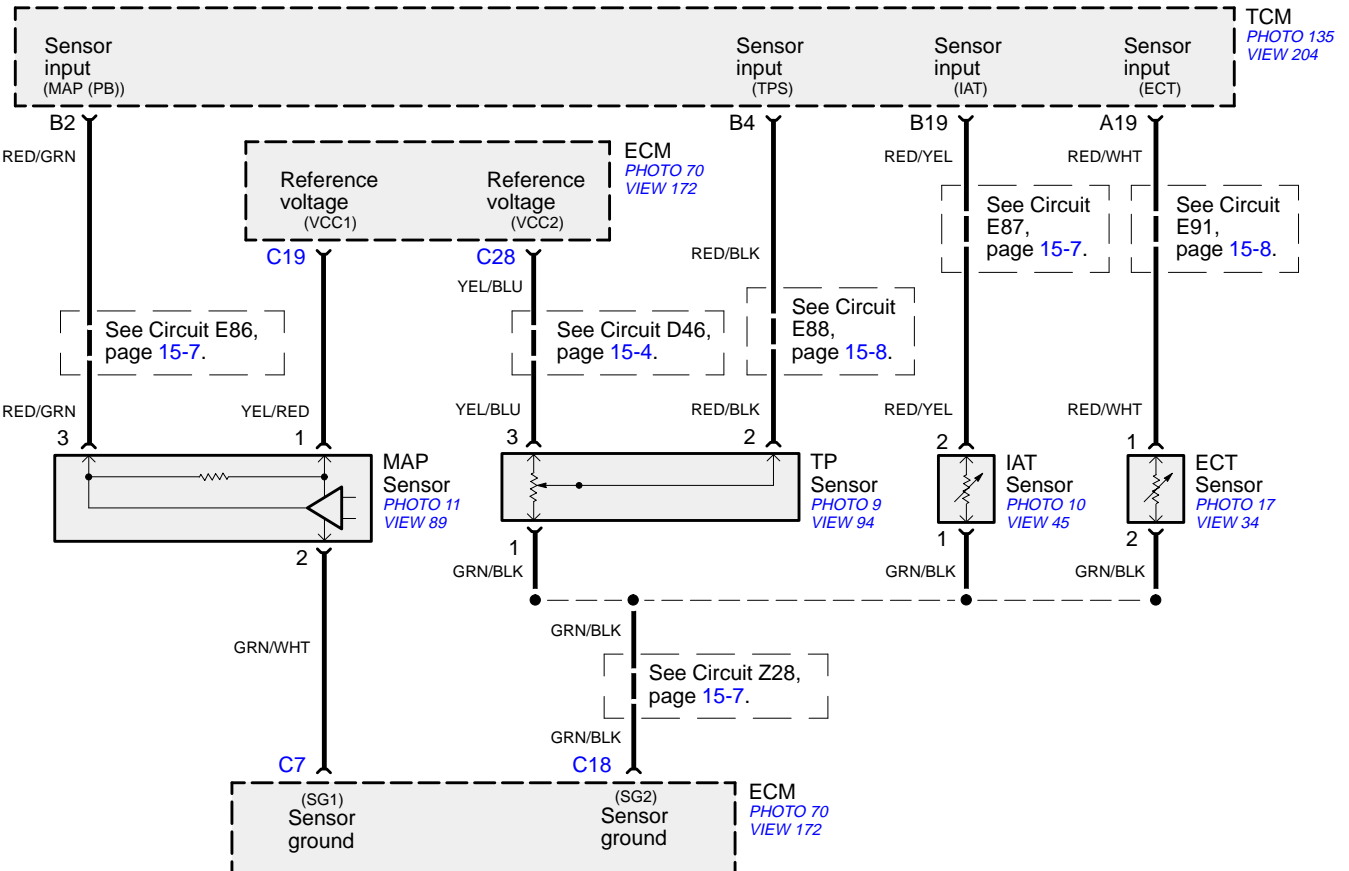 TCM
PHOTO 135
VIEW 204
Sensor
input
(MAP (PB))
Sensor
input
(TPS)
Sensor
input
(IAT)
Sensor
input
(ECT)
B2
B4
B19
A19
RED/GRN
RED/YEL
RED/WHT
ECM
PHOTO 70
VIEW 172
Reference
voltage
(VCC1)
Reference
voltage
(VCC2)
See Circuit
E87,
page 15-7.
See Circuit
E91,
page 15-8.
C19
C28
RED/BLK
YEL/BLU
See Circuit E86,
page 15-7.
See Circuit D46,
page 15-4.
See Circuit
E88,
page 15-8.
RED/GRN
YEL/RED
YEL/BLU
RED/BLK
RED/YEL
RED/WHT
3
1
3
2
2
1
MAP
Sensor
PHOTO 11
VIEW 89
TP
Sensor
PHOTO 9
VIEW 94
IAT
Sensor
PHOTO 10
VIEW 45
ECT
Sensor
PHOTO 17
VIEW 34
2
1
1
2
GRN/BLK
GRN/BLK
GRN/BLK
GRN/WHT
GRN/BLK
See Circuit Z28,
page 15-7.
GRN/BLK
C7
C18
(SG1)
Sensor
ground
(SG2)
Sensor
ground
ECM
PHOTO 70
VIEW 172